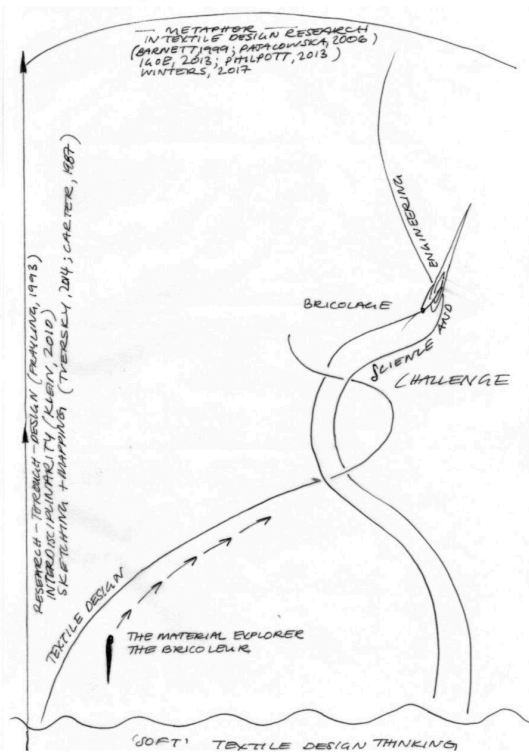 METAPHOR
IN TEXTILE DESIGN RESEARCH
(BARNETT, 1999; PAJACOWSKA, 2006)
IGOE, 2013; PHILPOTT, 2013)
WINTERS, 2017
RESEARCH-THROUGH-DESIGN (FRAYLING, 1993)
INTERDISCIPLINARITY (KLEIN, 2010)
SKETCHING + MAPPING (TVERSKY, 2014; CARTER, 1987)
ENGINEERING
BRICOLAGE
SCIENCE AND
CHALLENGE
TEXTILE DESIGN
THE MATERIAL EXPLORER
THE BRICOLEUR
'SOFT' TEXTILE DESIGN THINKING